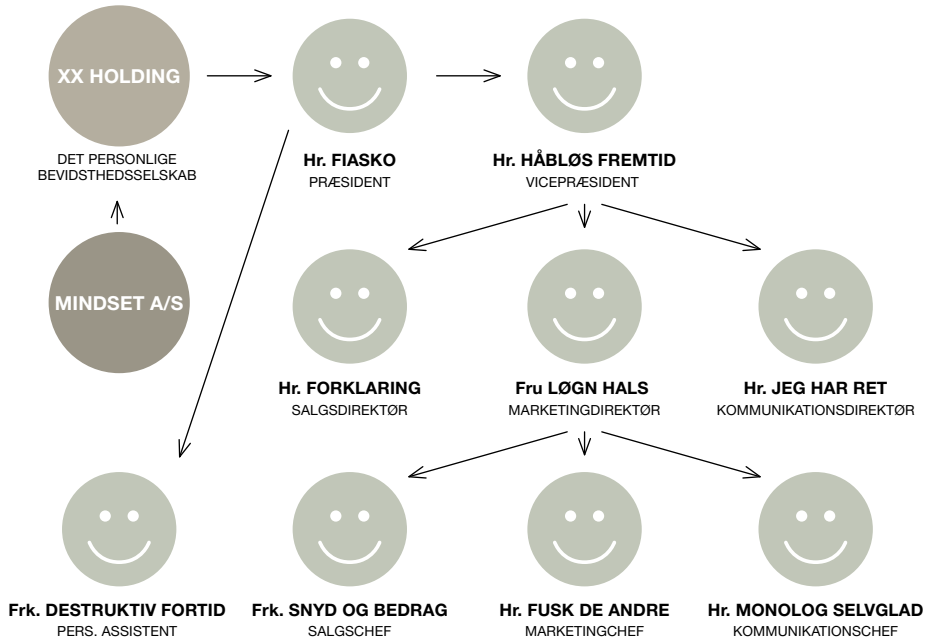 XX HOLDING
DET PERSONLIGE
BEVIDSTHEDSSELSKAB
Hr. FIASKO
PRÆSIDENT
Hr. HÅBLØS FREMTID
VICEPRÆSIDENT
MINDSET A/S
Hr. FORKLARING
SALGSDIREKTØR
Fru LØGN HALS
MARKETINGDIREKTØR
Hr. JEG HAR RET
KOMMUNIKATIONSDIREKTØR
Frk. DESTRUKTIV FORTID
PERS. ASSISTENT
Frk. SNYD OG BEDRAG
SALGSCHEF
Hr. FUSK DE ANDRE
MARKETINGCHEF
Hr. MONOLOG SELVGLAD
KOMMUNIKATIONSCHEF